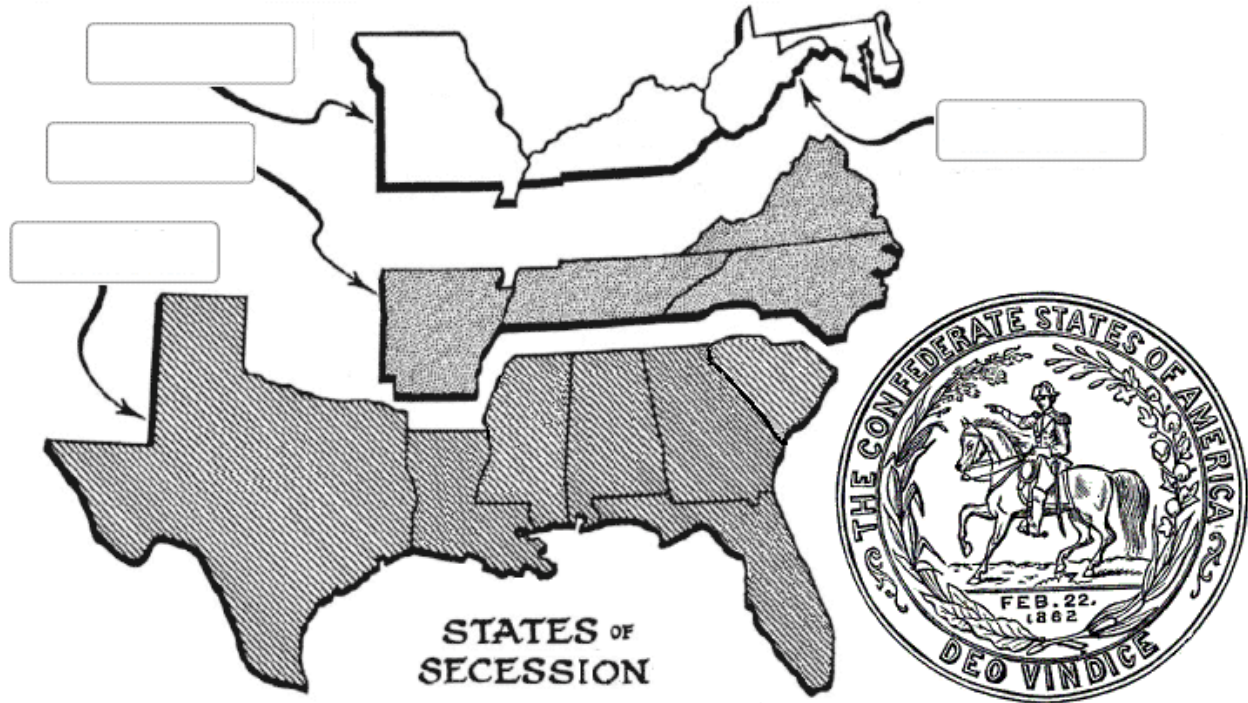 STATES OF
SECESSION
THE CONFEDERATE STATES OF AMERICA
FEB. 22.
1862
DEO VINDICE